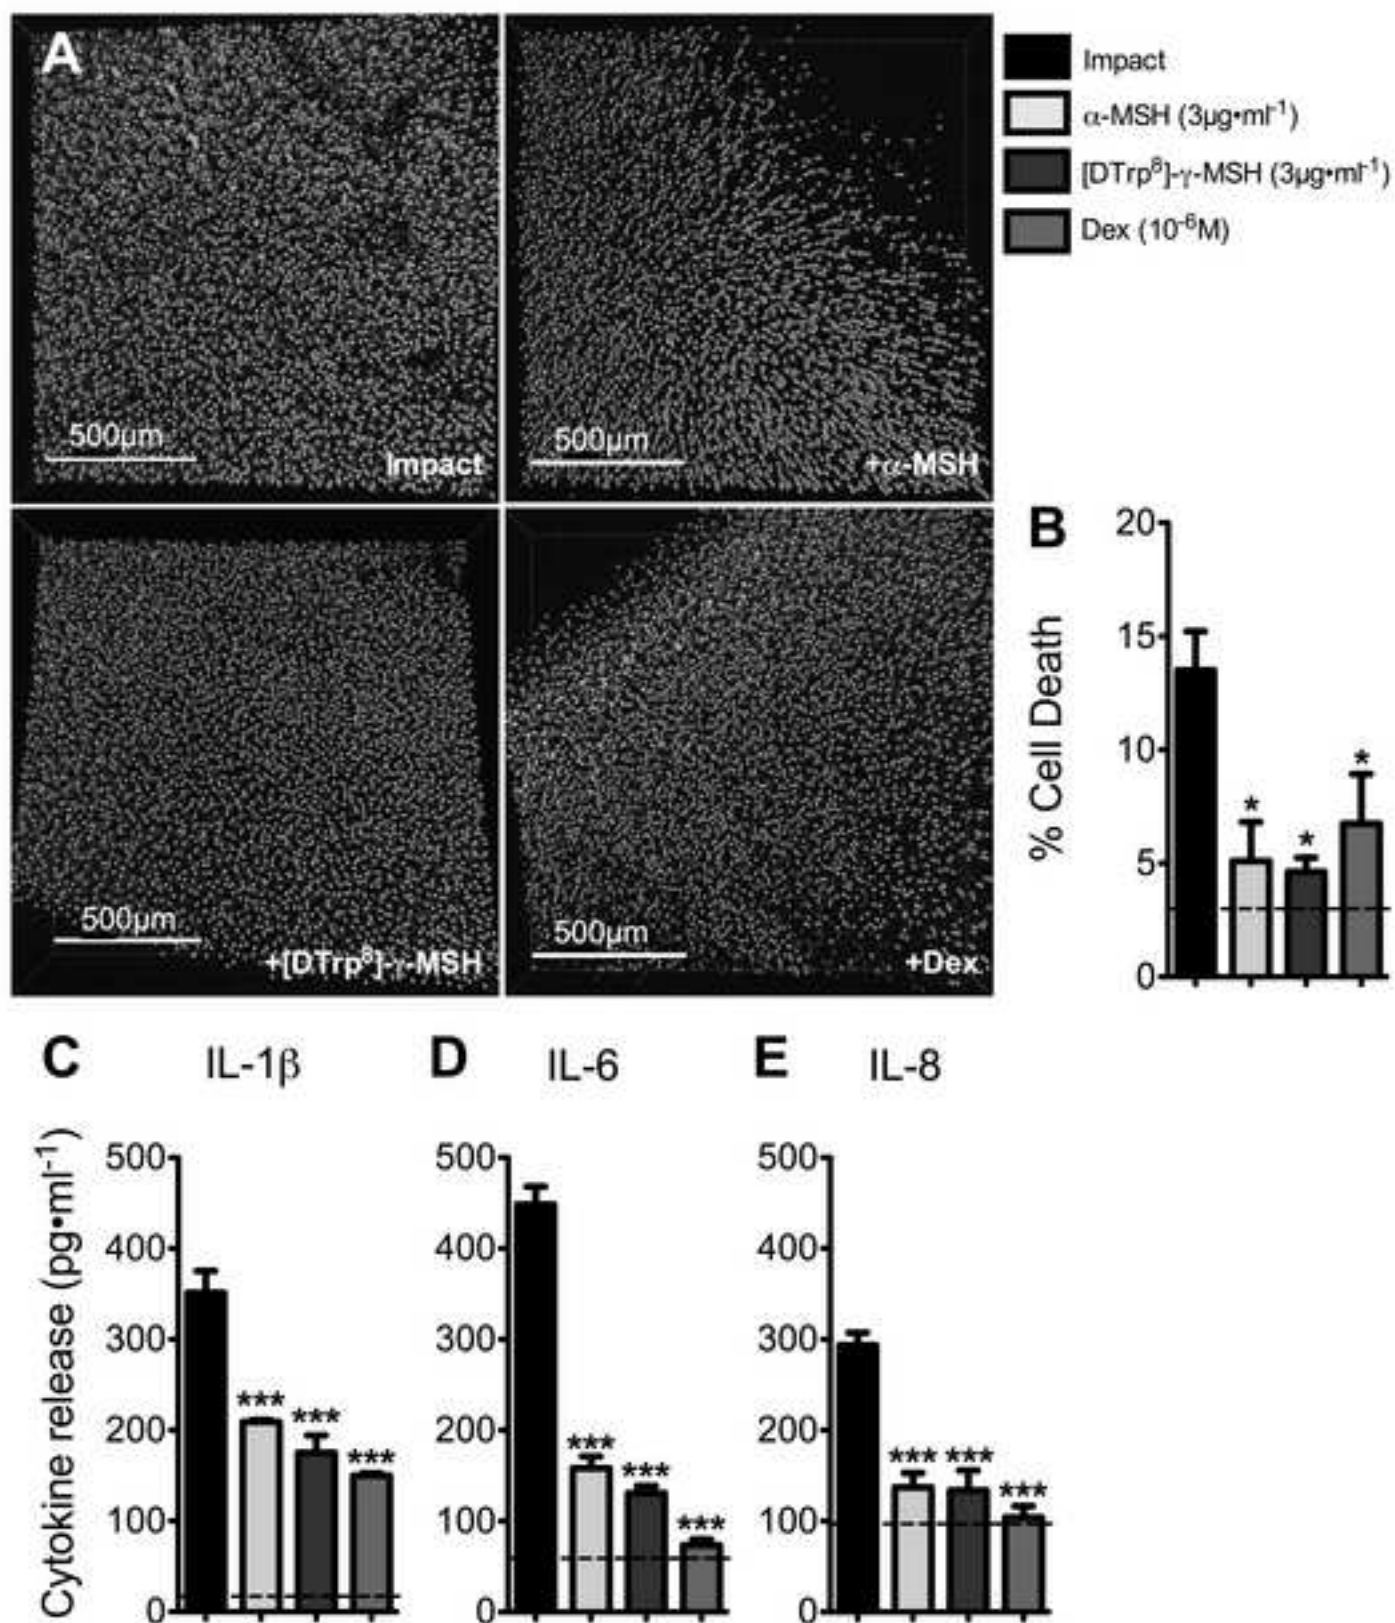 A
500µm
Impact
500µm
+α-MSH
500µm
+[DTrp⁸]-γ-MSH
500µm
+Dex
Impact
α-MSH (3µg•ml⁻¹)
[DTrp⁸]-γ-MSH (3µg•ml⁻¹)
Dex (10⁻⁶M)
B
% Cell Death
20
15
10
5
0
*
*
*
C IL-1β
Cytokine release (pg•ml⁻¹)
500
400
300
200
100
0
***
***
***
D IL-6
500
400
300
200
100
0
***
***
***
E IL-8
500
400
300
200
100
0
*** ***
***